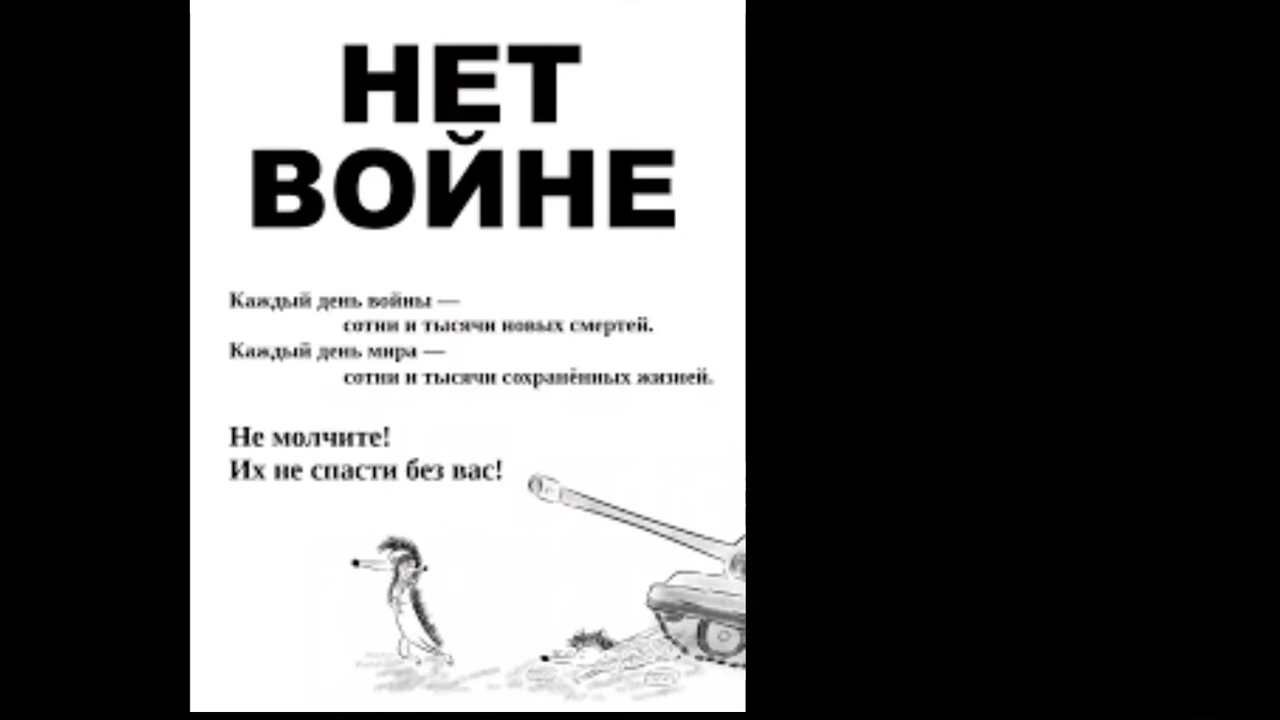 НЕТ
ВОЙНЕ
Каждый день войны —
сотни и тысячи новых смертей.
Каждый день мира —
сотни и тысячи сохранённых жизней.
Не молчите!
Их не спасти без вас!